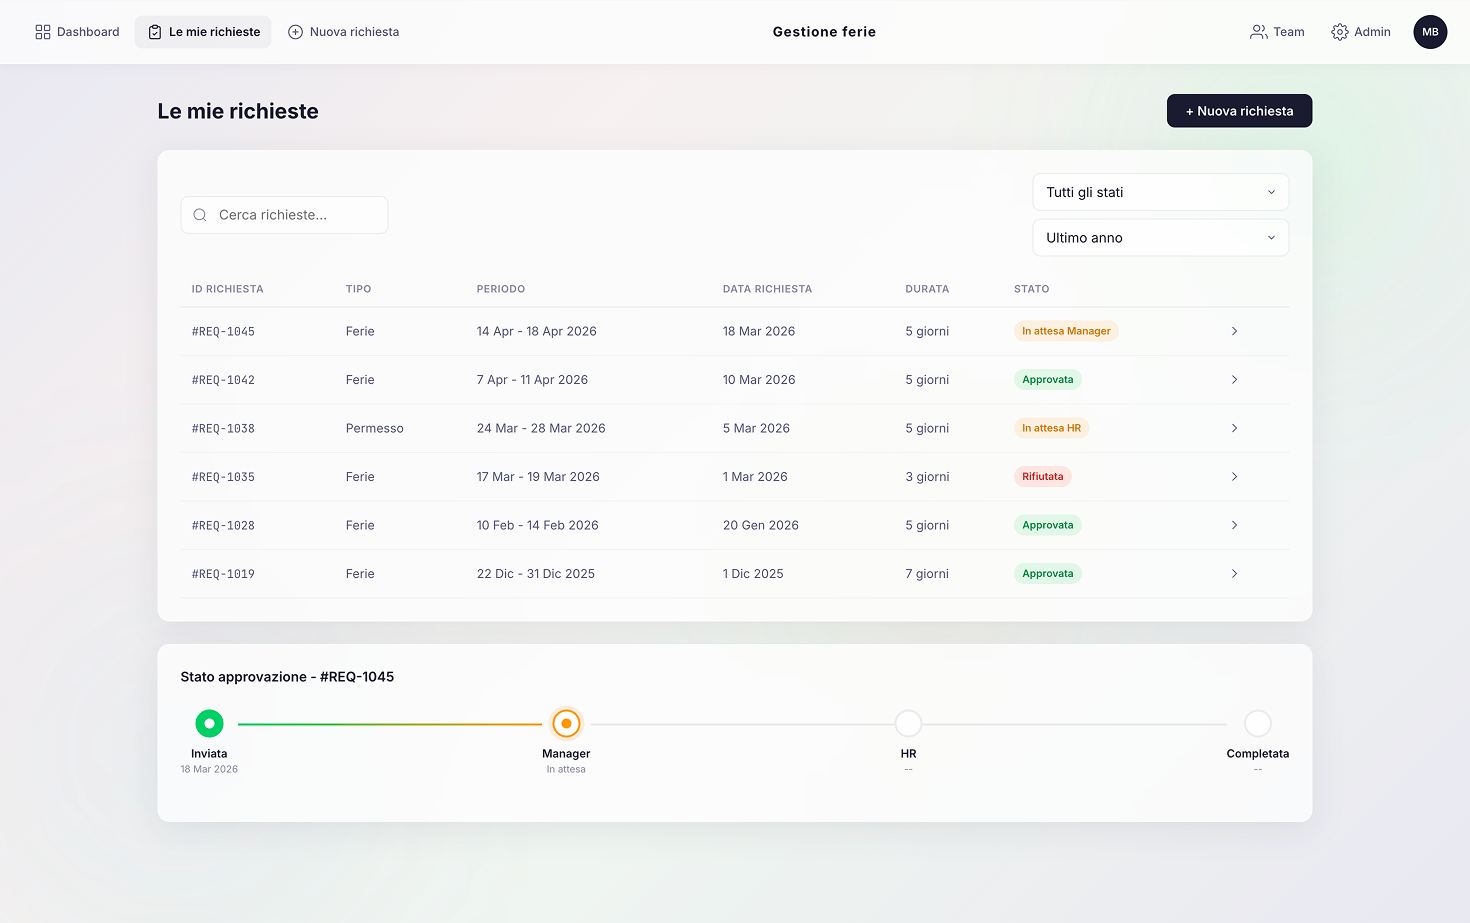 Dashboard
Le mie richieste
Nuova richiesta
Gestione ferie
Team
Admin
MB
Le mie richieste
+ Nuova richiesta
Cerca richieste...
Tutti gli stati
Ultimo anno
ID RICHIESTA TIPO PERIODO DATA RICHIESTA DURATA STATO
#REQ-1045 Ferie 14 Apr - 18 Apr 2026 18 Mar 2026 5 giorni In attesa Manager
#REQ-1042 Ferie 7 Apr - 11 Apr 2026 10 Mar 2026 5 giorni Approvata
#REQ-1038 Permesso 24 Mar - 28 Mar 2026 5 Mar 2026 5 giorni In attesa HR
#REQ-1035 Ferie 17 Mar - 19 Mar 2026 1 Mar 2026 3 giorni Rifiutata
#REQ-1028 Ferie 10 Feb - 14 Feb 2026 20 Gen 2026 5 giorni Approvata
#REQ-1019 Ferie 22 Dic - 31 Dic 2025 1 Dic 2025 7 giorni Approvata
Stato approvazione - #REQ-1045
Inviata
18 Mar 2026
Manager
In attesa
HR
--
Completata
--